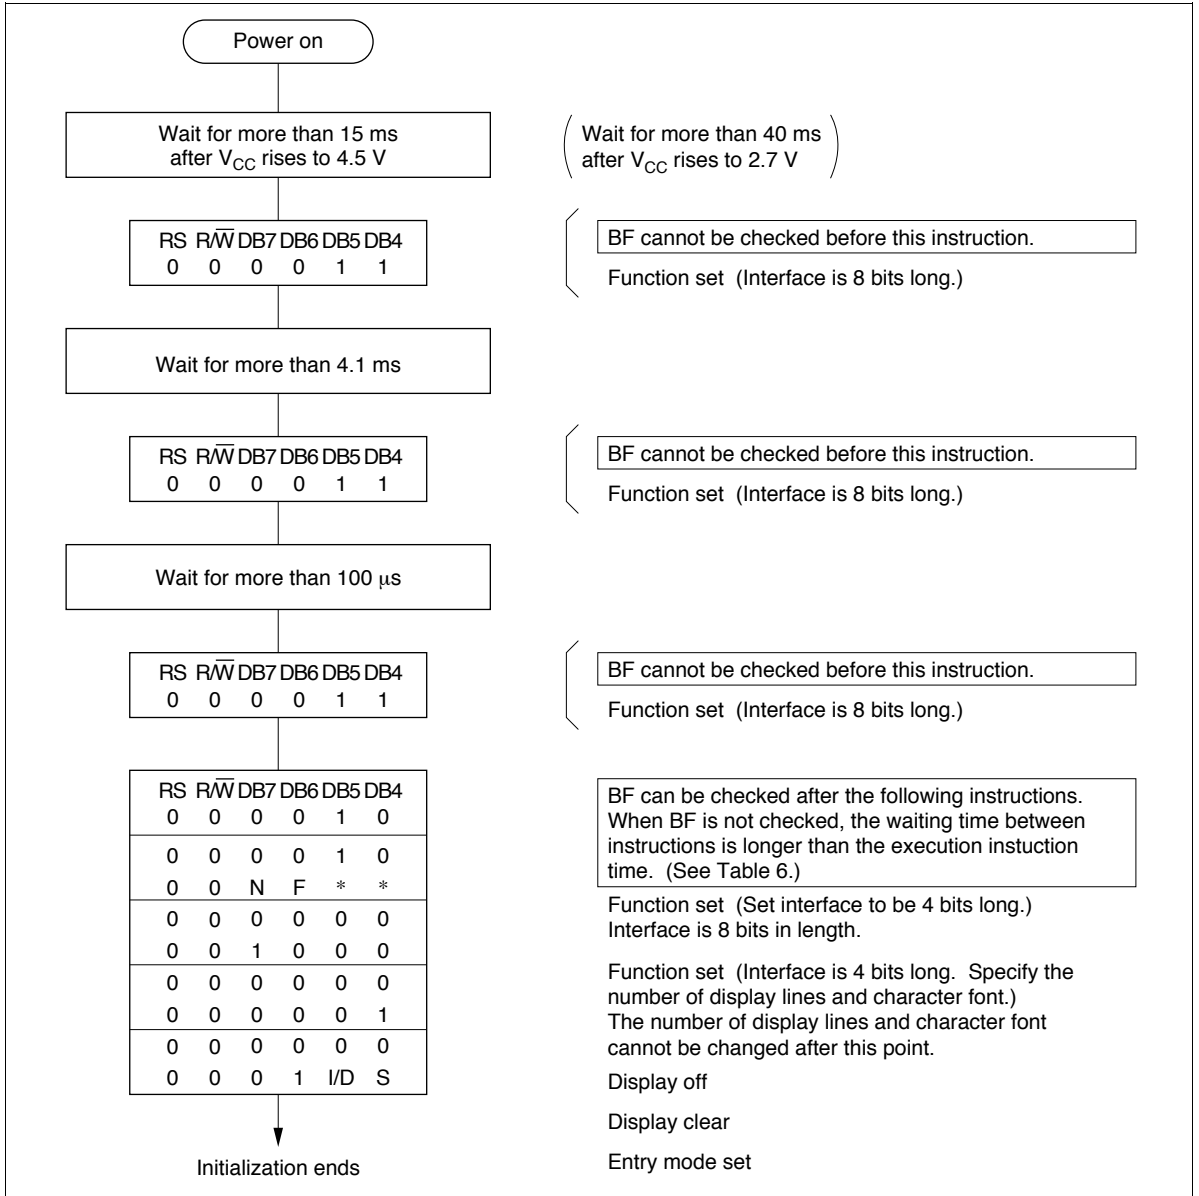 Power on
Wait for more than 15 ms
after VCC rises to 4.5 V
Wait for more than 40 ms
after VCC rises to 2.7 V
RS R/W̅ DB7 DB6 DB5 DB4
0 0 0 0 1 1
BF cannot be checked before this instruction.
Function set (Interface is 8 bits long.)
Wait for more than 4.1 ms
RS R/W̅ DB7 DB6 DB5 DB4
0 0 0 0 1 1
BF cannot be checked before this instruction.
Function set (Interface is 8 bits long.)
Wait for more than 100 μs
RS R/W̅ DB7 DB6 DB5 DB4
0 0 0 0 1 1
BF cannot be checked before this instruction.
Function set (Interface is 8 bits long.)
RS R/W̅ DB7 DB6 DB5 DB4
0 0 0 0 1 0
0 0 0 0 1 0
0 0 N F * *
0 0 0 0 0 0
0 0 1 0 0 0
0 0 0 0 0 0
0 0 0 0 0 1
0 0 0 0 0 0
0 0 0 1 I/D S
BF can be checked after the following instructions.
When BF is not checked, the waiting time between
instructions is longer than the execution instuction
time. (See Table 6.)
Function set (Set interface to be 4 bits long.)
Interface is 8 bits in length.
Function set (Interface is 4 bits long. Specify the
number of display lines and character font.)
The number of display lines and character font
cannot be changed after this point.
Display off
Display clear
Entry mode set
Initialization ends